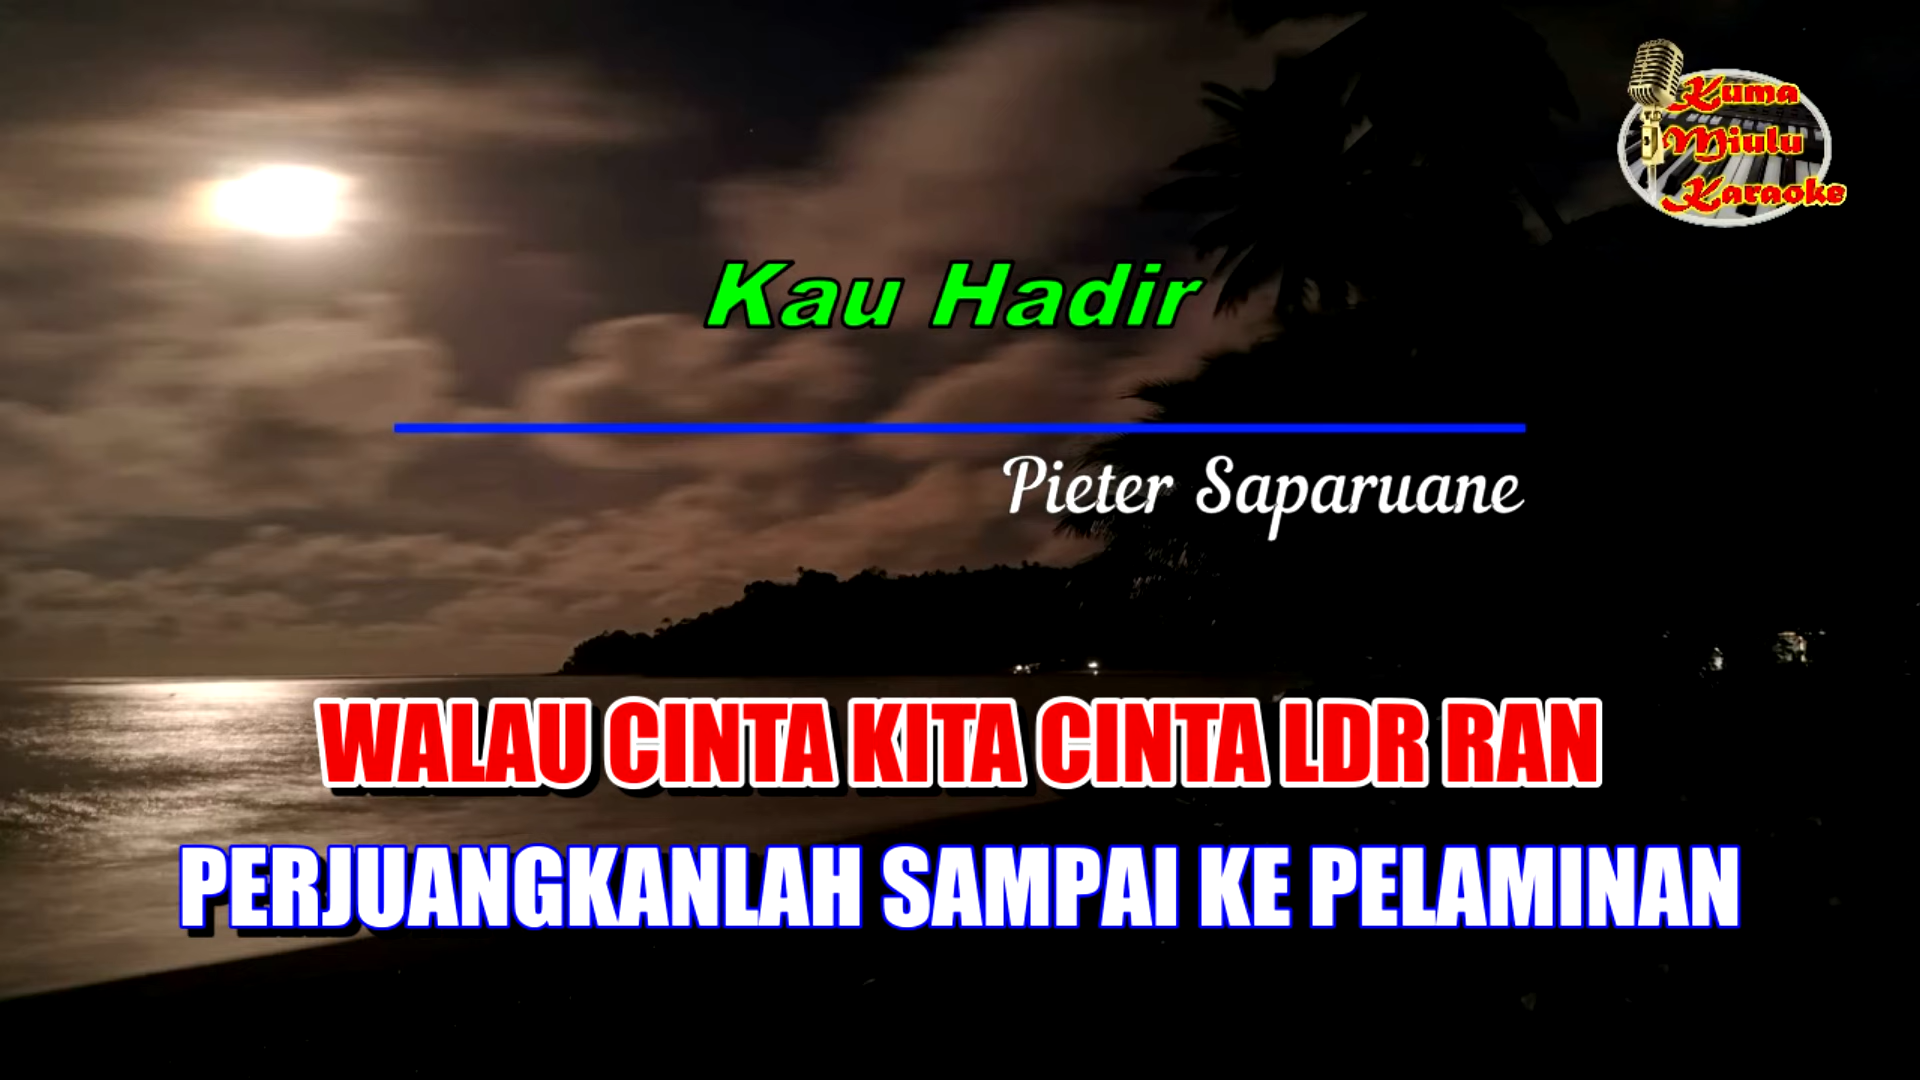 Kuma
Miulu
Karaoke
Kau Hadir
Pieter Saparuane
WALAU CINTA KITA CINTA LDR RAN
PERJUANGKANLAH SAMPAI KE PELAMINAN